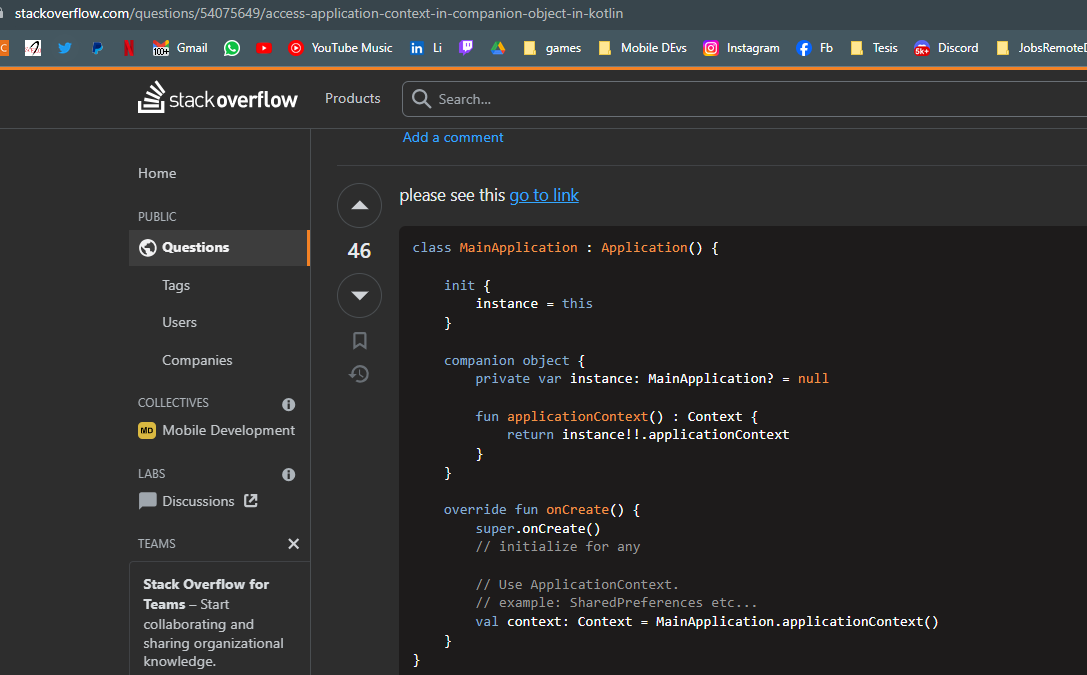 stackoverflow.com/questions/54075649/access-application-context-in-companion-object-in-kotlin
C
100+ Gmail YouTube Music in Li games Mobile DEvs Instagram Fb Tesis 5k+ Discord JobsRemoteD
stackoverflow Products Search...
Add a comment
Home
please see this go to link
PUBLIC
46
Questions
Tags
Users
Companies
COLLECTIVES
MD Mobile Development
LABS
Discussions
TEAMS
Stack Overflow for
Teams – Start
collaborating and
sharing organizational
knowledge.
class MainApplication : Application() {
init {
instance = this
}
companion object {
private var instance: MainApplication? = null
fun applicationContext() : Context {
return instance!!.applicationContext
}
}
override fun onCreate() {
super.onCreate()
// initialize for any
// Use ApplicationContext.
// example: SharedPreferences etc...
val context: Context = MainApplication.applicationContext()
}
}